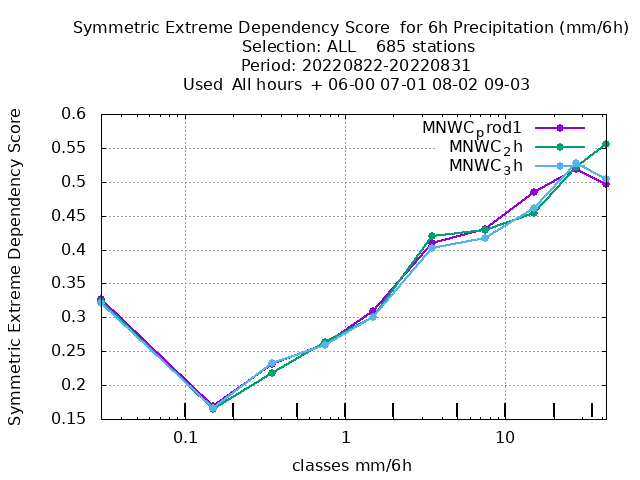 Symmetric Extreme Dependency Score  for 6h Precipitation (mm/6h)
Selection: ALL    685 stations
Period: 20220822-20220831
Used  All hours  + 06-00 07-01 08-02 09-03
Symmetric Extreme Dependency Score
0.6
0.55
0.5
0.45
0.4
0.35
0.3
0.25
0.2
0.15
MNWC_prod1
MNWC_2h
MNWC_3h
0.1
1
10
classes mm/6h